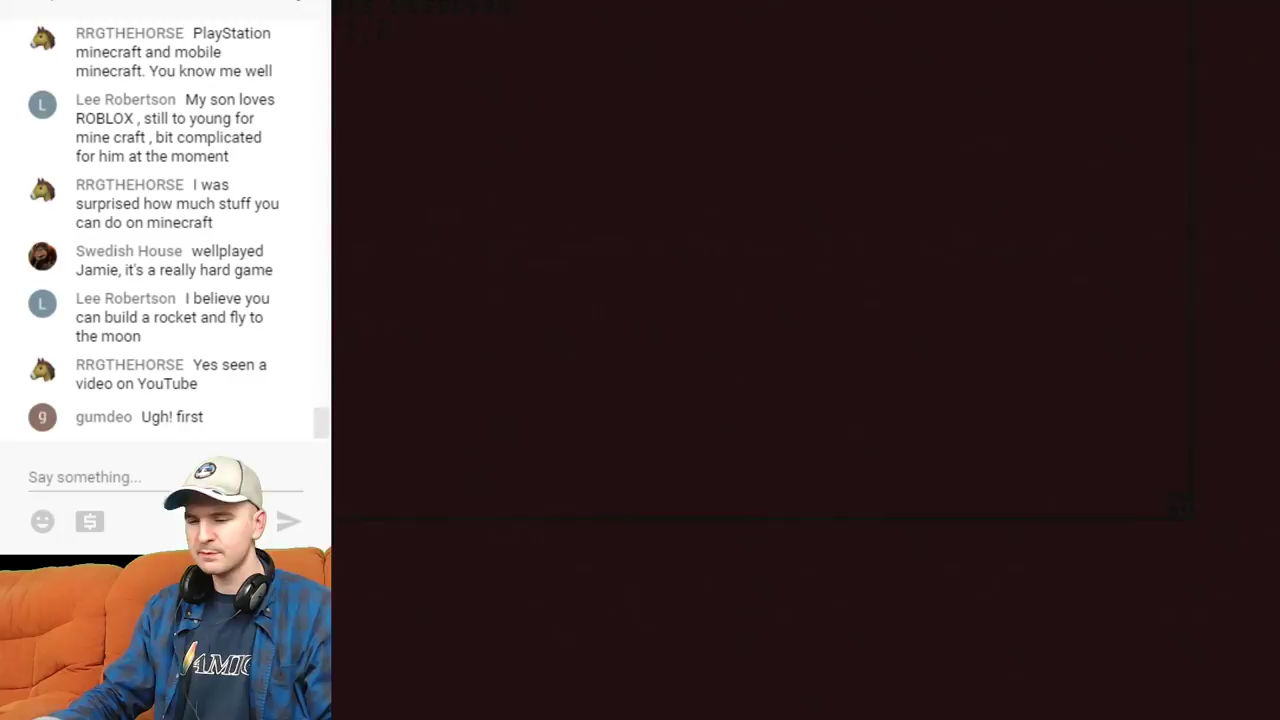 RRGTHEHORSE PlayStation
minecraft and mobile
minecraft. You know me well
Lee Robertson My son loves
ROBLOX , still to young for
mine craft , bit complicated
for him at the moment
RRGTHEHORSE I was
surprised how much stuff you
can do on minecraft
Swedish House wellplayed
Jamie, it's a really hard game
Lee Robertson I believe you
can build a rocket and fly to
the moon
RRGTHEHORSE Yes seen a
video on YouTube
gumdeo Ugh! first
Say something...